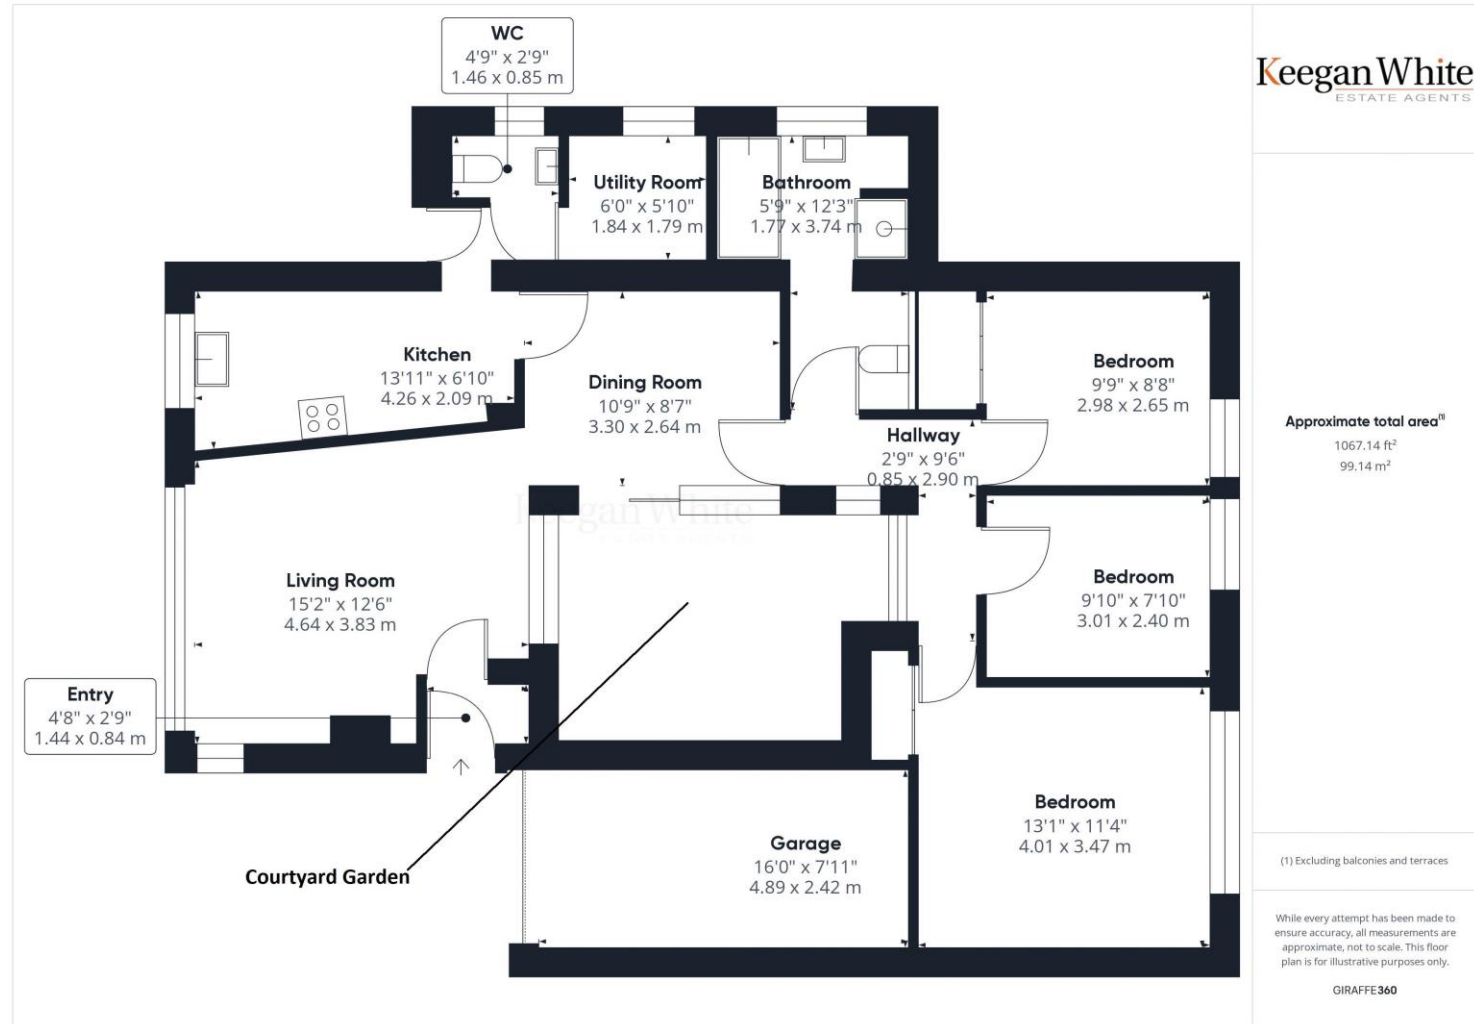 WC
4'9" x 2'9"
1.46 x 0.85 m
Keegan White
ESTATE AGENTS
Utility Room
6'0" x 5'10"
1.84 x 1.79 m
Bathroom
5'9" x 12'3"
1.77 x 3.74 m
Kitchen
13'11" x 6'10"
4.26 x 2.09 m
Dining Room
10'9" x 8'7"
3.30 x 2.64 m
Bedroom
9'9" x 8'8"
2.98 x 2.65 m
Hallway
2'9" x 9'6"
0.85 x 2.90 m
Approximate total area(1)
1067.14 ft²
99.14 m²
Keegan White
ESTATE AGENTS
Living Room
15'2" x 12'6"
4.64 x 3.83 m
Bedroom
9'10" x 7'10"
3.01 x 2.40 m
Entry
4'8" x 2'9"
1.44 x 0.84 m
Bedroom
13'1" x 11'4"
4.01 x 3.47 m
Garage
16'0" x 7'11"
4.89 x 2.42 m
Courtyard Garden
(1) Excluding balconies and terraces
While every attempt has been made to
ensure accuracy, all measurements are
approximate, not to scale. This floor
plan is for illustrative purposes only.
GIRAFFE360